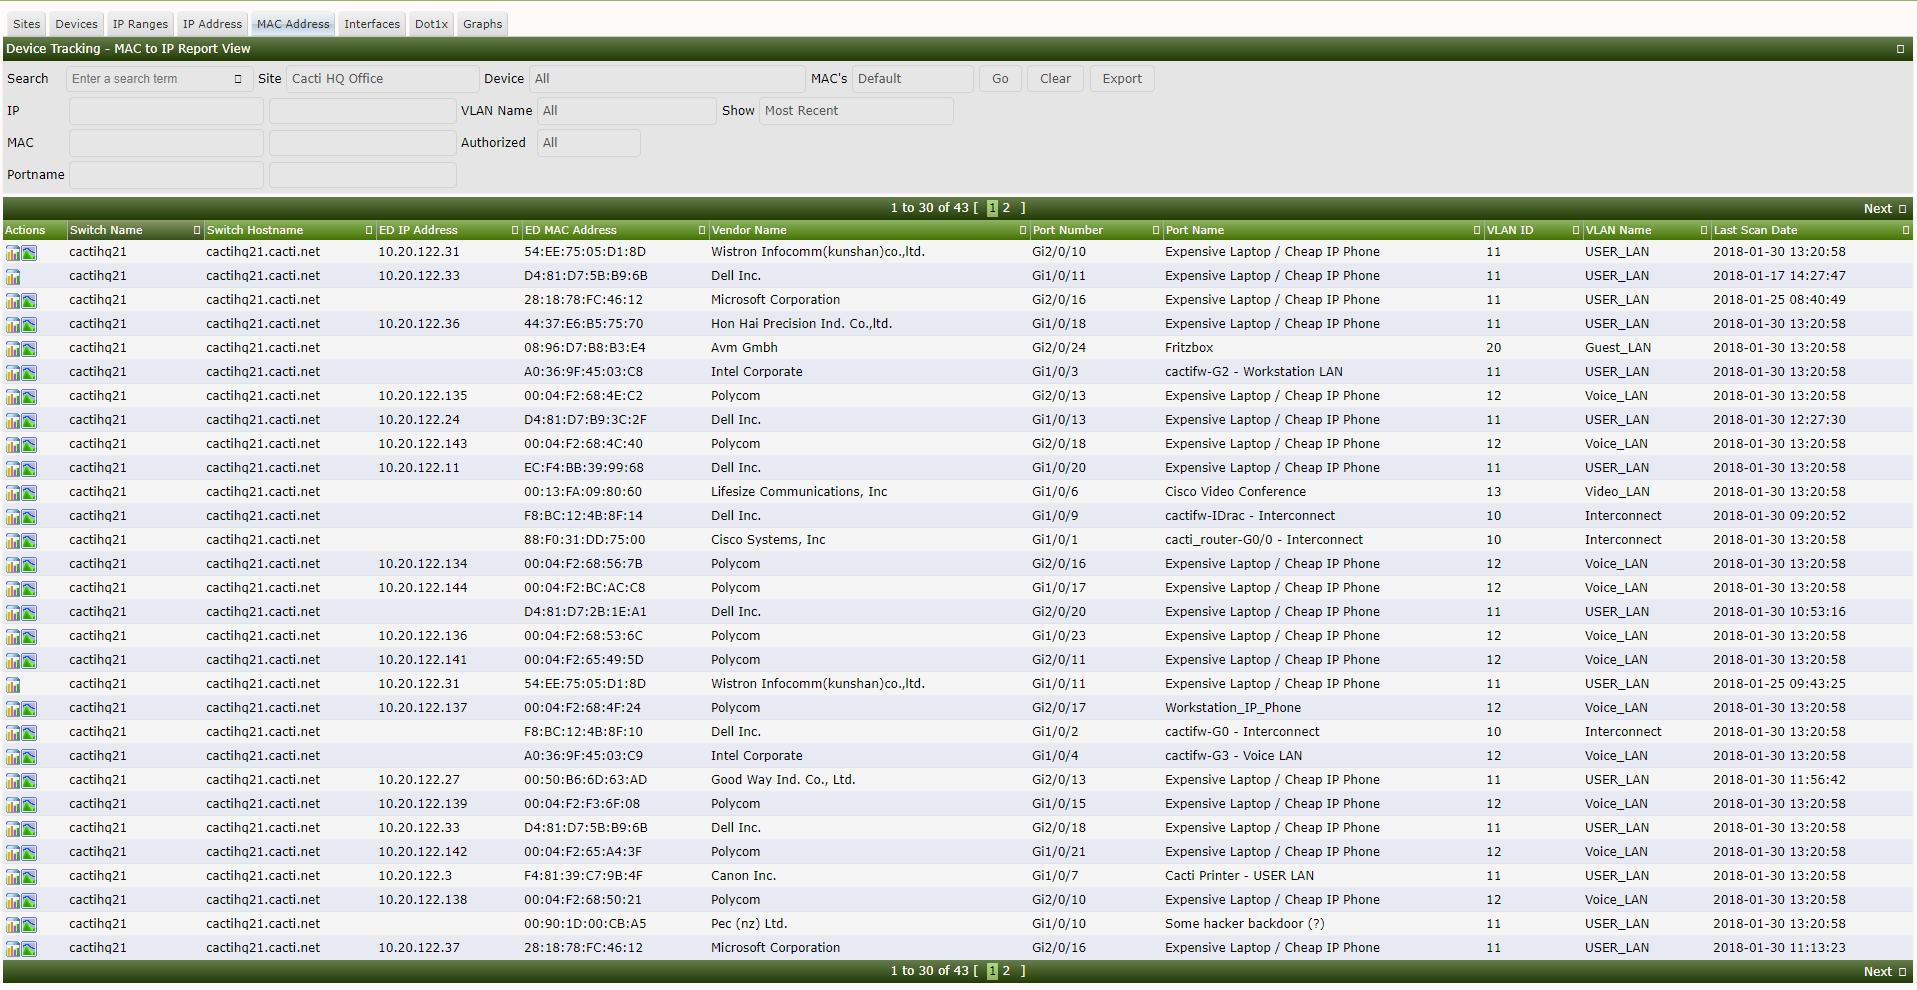 Sites Devices IP Ranges IP Address MAC Address Interfaces Dot1x Graphs
Device Tracking - MAC to IP Report View
Search Enter a search term Site Cacti HQ Office Device All MAC's Default Go Clear Export
IP VLAN Name All Show Most Recent
MAC Authorized All
Portname
1 to 30 of 43 [ 1 2 ] Next
Actions Switch Name Switch Hostname ED IP Address ED MAC Address Vendor Name Port Number Port Name VLAN ID VLAN Name Last Scan Date
cactihq21 cactihq21.cacti.net 10.20.122.31 54:EE:75:05:D1:8D Wistron Infocomm(kunshan)co.,ltd. Gi2/0/10 Expensive Laptop / Cheap IP Phone 11 USER_LAN 2018-01-30 13:20:58
cactihq21 cactihq21.cacti.net 10.20.122.33 D4:81:D7:5B:B9:6B Dell Inc. Gi1/0/11 Expensive Laptop / Cheap IP Phone 11 USER_LAN 2018-01-17 14:27:47
cactihq21 cactihq21.cacti.net 28:18:78:FC:46:12 Microsoft Corporation Gi2/0/16 Expensive Laptop / Cheap IP Phone 11 USER_LAN 2018-01-25 08:40:49
cactihq21 cactihq21.cacti.net 10.20.122.36 44:37:E6:B5:75:70 Hon Hai Precision Ind. Co.,ltd. Gi1/0/18 Expensive Laptop / Cheap IP Phone 11 USER_LAN 2018-01-30 13:20:58
cactihq21 cactihq21.cacti.net 08:96:D7:B8:B3:E4 Avm Gmbh Gi2/0/24 Fritzbox 20 Guest_LAN 2018-01-30 13:20:58
cactihq21 cactihq21.cacti.net A0:36:9F:45:03:C8 Intel Corporate Gi1/0/3 cactifw-G2 - Workstation LAN 11 USER_LAN 2018-01-30 13:20:58
cactihq21 cactihq21.cacti.net 10.20.122.135 00:04:F2:68:4E:C2 Polycom Gi2/0/13 Expensive Laptop / Cheap IP Phone 12 Voice_LAN 2018-01-30 13:20:58
cactihq21 cactihq21.cacti.net 10.20.122.24 D4:81:D7:B9:3C:2F Dell Inc. Gi1/0/13 Expensive Laptop / Cheap IP Phone 11 USER_LAN 2018-01-30 12:27:30
cactihq21 cactihq21.cacti.net 10.20.122.143 00:04:F2:68:4C:40 Polycom Gi2/0/18 Expensive Laptop / Cheap IP Phone 12 Voice_LAN 2018-01-30 13:20:58
cactihq21 cactihq21.cacti.net 10.20.122.11 EC:F4:BB:39:99:68 Dell Inc. Gi1/0/20 Expensive Laptop / Cheap IP Phone 11 USER_LAN 2018-01-30 13:20:58
cactihq21 cactihq21.cacti.net 00:13:FA:09:80:60 Lifesize Communications, Inc Gi1/0/6 Cisco Video Conference 13 Video_LAN 2018-01-30 13:20:58
cactihq21 cactihq21.cacti.net F8:BC:12:4B:8F:14 Dell Inc. Gi1/0/9 cactifw-IDrac - Interconnect 10 Interconnect 2018-01-30 09:20:52
cactihq21 cactihq21.cacti.net 88:F0:31:DD:75:00 Cisco Systems, Inc Gi1/0/1 cacti_router-G0/0 - Interconnect 10 Interconnect 2018-01-30 13:20:58
cactihq21 cactihq21.cacti.net 10.20.122.134 00:04:F2:68:56:7B Polycom Gi2/0/16 Expensive Laptop / Cheap IP Phone 12 Voice_LAN 2018-01-30 13:20:58
cactihq21 cactihq21.cacti.net 10.20.122.144 00:04:F2:BC:AC:C8 Polycom Gi1/0/17 Expensive Laptop / Cheap IP Phone 12 Voice_LAN 2018-01-30 13:20:58
cactihq21 cactihq21.cacti.net D4:81:D7:2B:1E:A1 Dell Inc. Gi2/0/20 Expensive Laptop / Cheap IP Phone 11 USER_LAN 2018-01-30 10:53:16
cactihq21 cactihq21.cacti.net 10.20.122.136 00:04:F2:68:53:6C Polycom Gi1/0/23 Expensive Laptop / Cheap IP Phone 12 Voice_LAN 2018-01-30 13:20:58
cactihq21 cactihq21.cacti.net 10.20.122.141 00:04:F2:65:49:5D Polycom Gi2/0/11 Expensive Laptop / Cheap IP Phone 12 Voice_LAN 2018-01-30 13:20:58
cactihq21 cactihq21.cacti.net 10.20.122.31 54:EE:75:05:D1:8D Wistron Infocomm(kunshan)co.,ltd. Gi1/0/11 Expensive Laptop / Cheap IP Phone 11 USER_LAN 2018-01-25 09:43:25
cactihq21 cactihq21.cacti.net 10.20.122.137 00:04:F2:68:4F:24 Polycom Gi2/0/17 Workstation_IP_Phone 12 Voice_LAN 2018-01-30 13:20:58
cactihq21 cactihq21.cacti.net F8:BC:12:4B:8F:10 Dell Inc. Gi1/0/2 cactifw-G0 - Interconnect 10 Interconnect 2018-01-30 13:20:58
cactihq21 cactihq21.cacti.net A0:36:9F:45:03:C9 Intel Corporate Gi1/0/4 cactifw-G3 - Voice LAN 12 Voice_LAN 2018-01-30 13:20:58
cactihq21 cactihq21.cacti.net 10.20.122.27 00:50:B6:6D:63:AD Good Way Ind. Co., Ltd. Gi2/0/13 Expensive Laptop / Cheap IP Phone 11 USER_LAN 2018-01-30 11:56:42
cactihq21 cactihq21.cacti.net 10.20.122.139 00:04:F2:F3:6F:08 Polycom Gi1/0/15 Expensive Laptop / Cheap IP Phone 12 Voice_LAN 2018-01-30 13:20:58
cactihq21 cactihq21.cacti.net 10.20.122.33 D4:81:D7:5B:B9:6B Dell Inc. Gi2/0/18 Expensive Laptop / Cheap IP Phone 11 USER_LAN 2018-01-30 13:20:58
cactihq21 cactihq21.cacti.net 10.20.122.142 00:04:F2:65:A4:3F Polycom Gi1/0/21 Expensive Laptop / Cheap IP Phone 12 Voice_LAN 2018-01-30 13:20:58
cactihq21 cactihq21.cacti.net 10.20.122.3 F4:81:39:C7:9B:4F Canon Inc. Gi1/0/7 Cacti Printer - USER LAN 11 USER_LAN 2018-01-30 13:20:58
cactihq21 cactihq21.cacti.net 10.20.122.138 00:04:F2:68:50:21 Polycom Gi2/0/10 Expensive Laptop / Cheap IP Phone 12 Voice_LAN 2018-01-30 13:20:58
cactihq21 cactihq21.cacti.net 00:90:1D:00:CB:A5 Pec (nz) Ltd. Gi1/0/10 Some hacker backdoor (?) 11 USER_LAN 2018-01-30 13:20:58
cactihq21 cactihq21.cacti.net 10.20.122.37 28:18:78:FC:46:12 Microsoft Corporation Gi2/0/16 Expensive Laptop / Cheap IP Phone 11 USER_LAN 2018-01-30 11:13:23
1 to 30 of 43 [ 1 2 ] Next